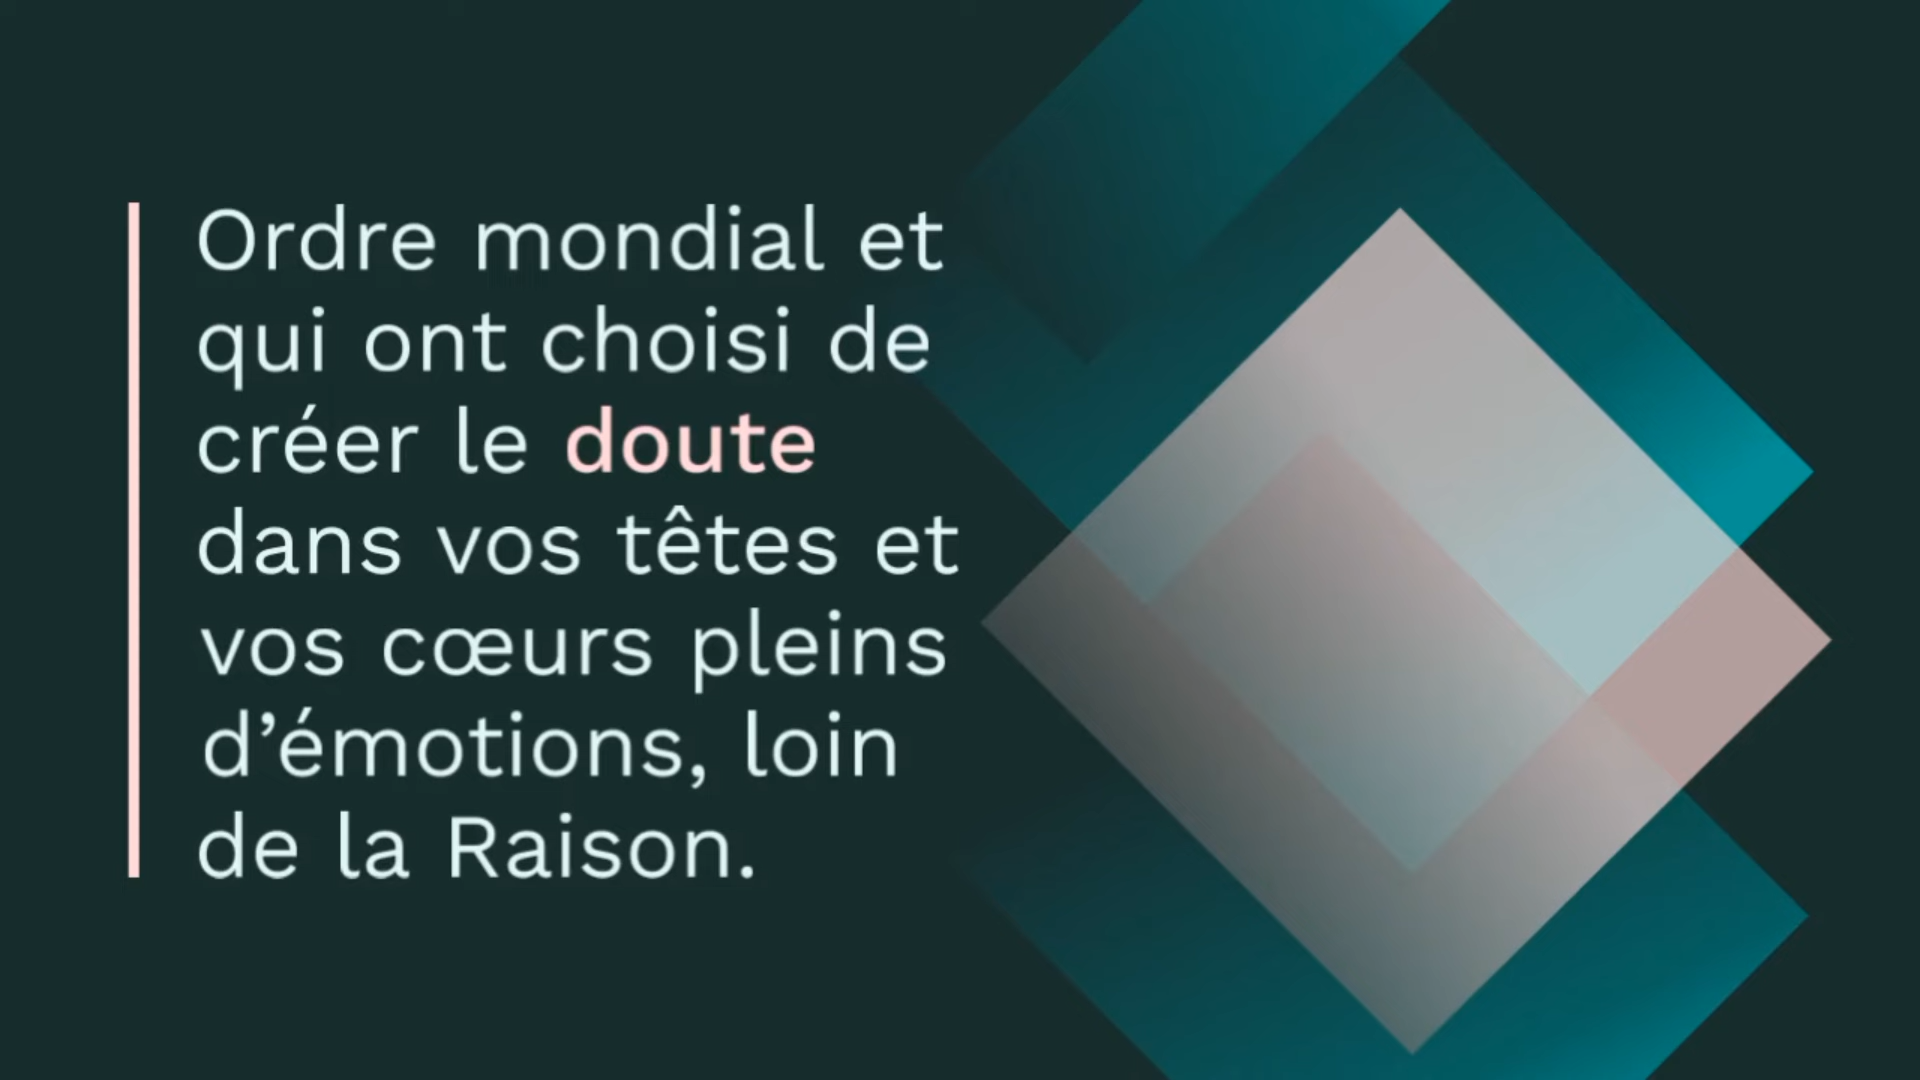 Ordre mondial et
qui ont choisi de
créer le doute
dans vos têtes et
vos cœurs pleins
d’émotions, loin
de la Raison.